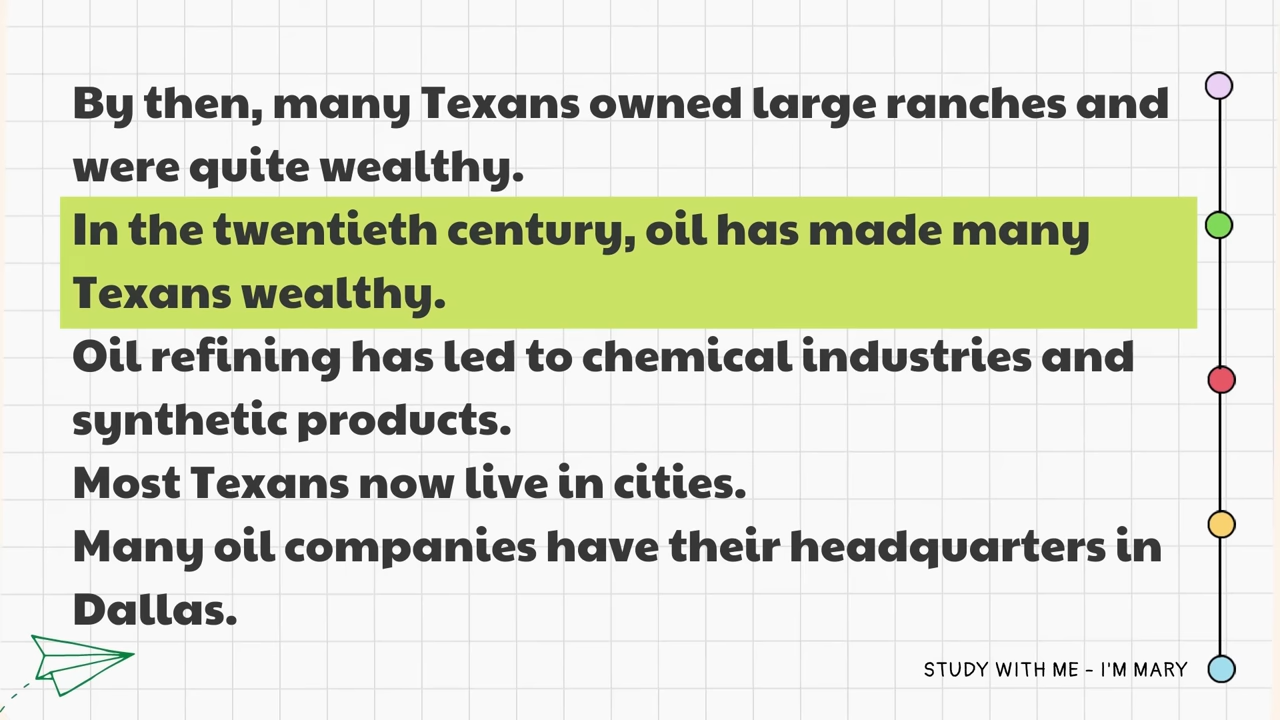 By then, many Texans owned large ranches and
were quite wealthy.
In the twentieth century, oil has made many
Texans wealthy.
Oil refining has led to chemical industries and
synthetic products.
Most Texans now live in cities.
Many oil companies have their headquarters in
Dallas.
STUDY WITH ME - I'M MARY